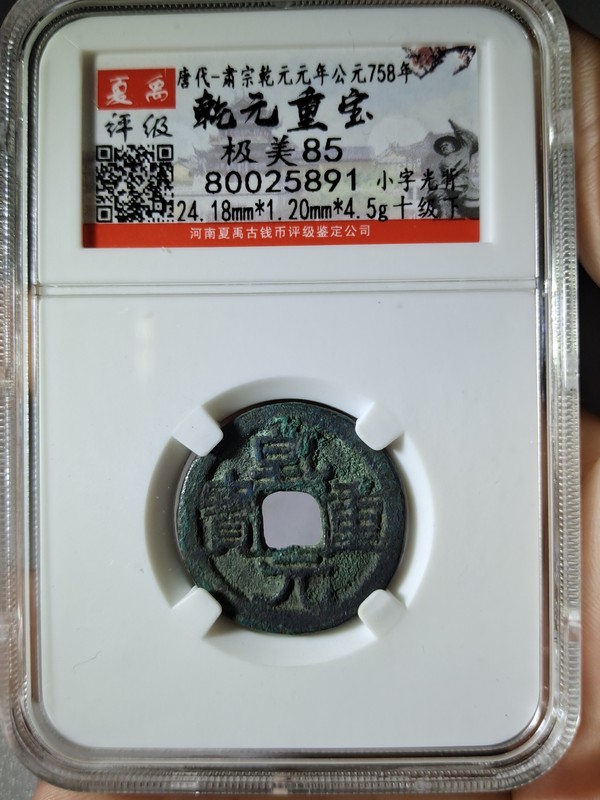 夏禹
评级
唐代-肃宗乾元元年公元758年
乾元重宝
极美85
80025891 小字光背
24.18mm*1.20mm*4.5g十级丁
河南夏禹古钱币评级鉴定公司
乾元重寶